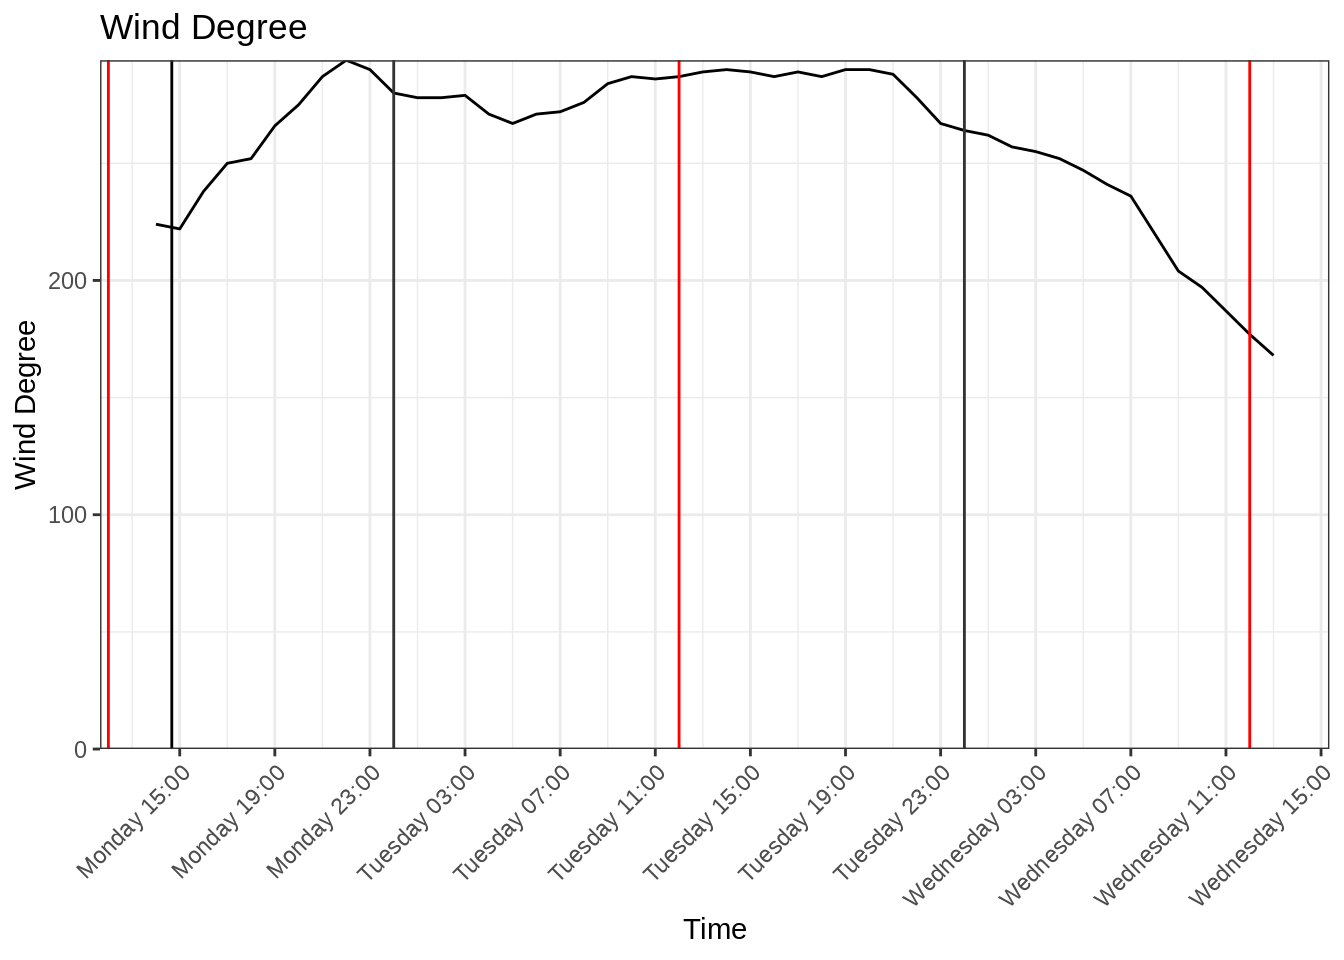 Wind Degree
Wind Degree
200
100
0
Monday 15:00
Monday 19:00
Monday 23:00
Tuesday 03:00
Tuesday 07:00
Tuesday 11:00
Tuesday 15:00
Tuesday 19:00
Tuesday 23:00
Wednesday 03:00
Wednesday 07:00
Wednesday 11:00
Wednesday 15:00
Time